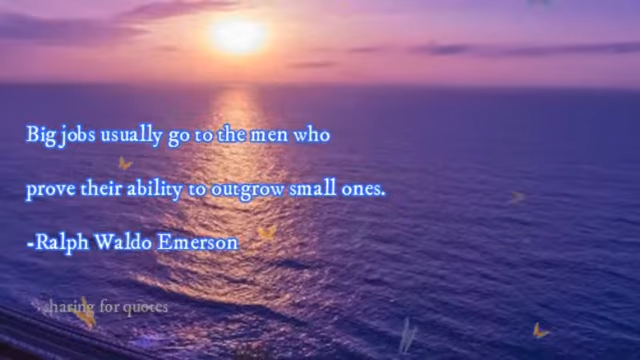 Big jobs usually go to the men who
prove their ability to outgrow small ones.
-Ralph Waldo Emerson
sharing for quotes